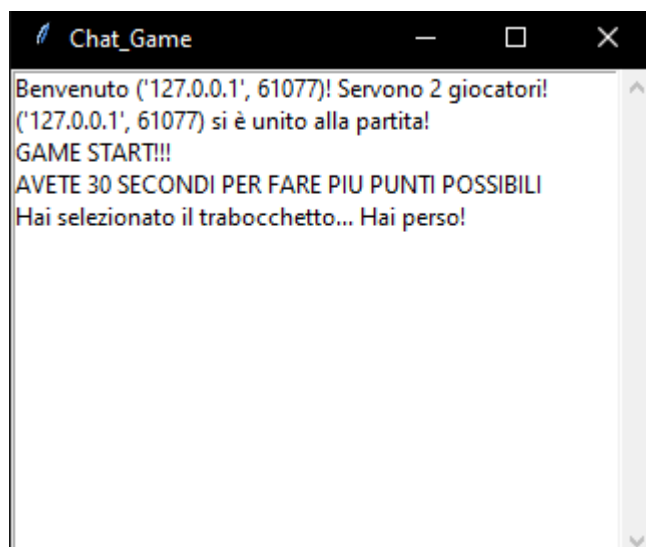 Chat_Game
Benvenuto ('127.0.0.1', 61077)! Servono 2 giocatori!
('127.0.0.1', 61077) si è unito alla partita!
GAME START!!!
AVETE 30 SECONDI PER FARE PIU PUNTI POSSIBILI
Hai selezionato il trabocchetto... Hai perso!